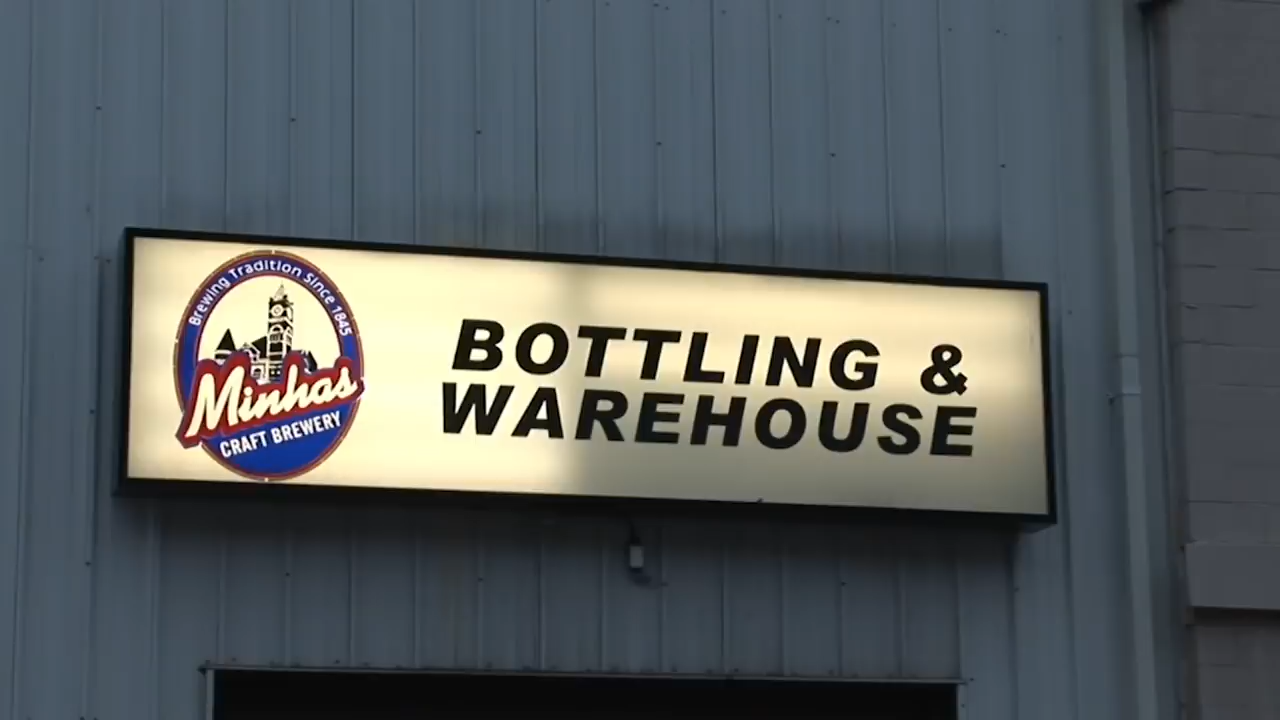 Brewing Tradition Since 1845
Minhas
CRAFT BREWERY
BOTTLING &
WAREHOUSE